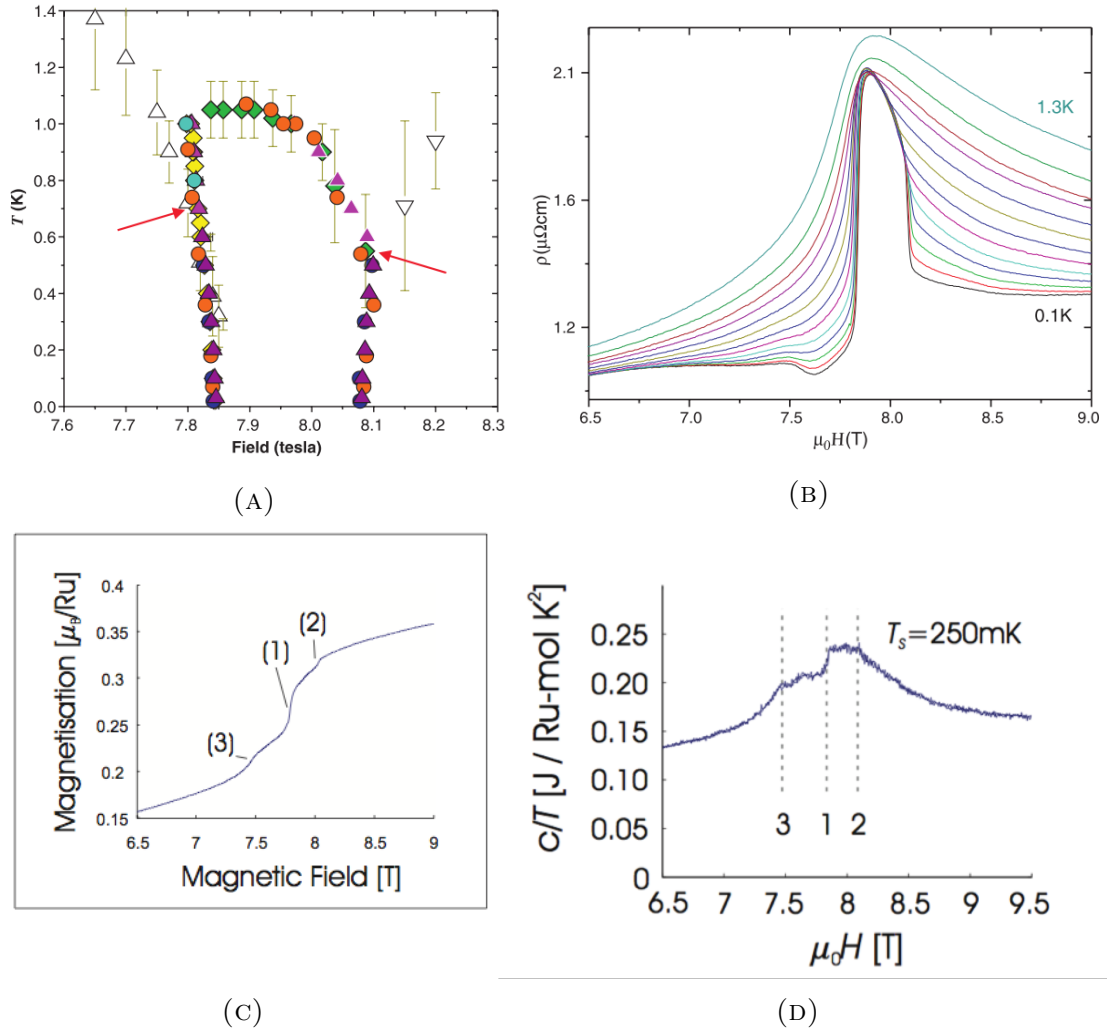 1.4
1.2
1.0
0.8
0.6
0.4
0.2
0.0
T (K)
7.6 7.7 7.8 7.9 8.0 8.1 8.2 8.3
Field (tesla)
(A)
2.1
1.6
1.2
ρ(μΩcm)
1.3K
0.1K
6.5 7.0 7.5 8.0 8.5 9.0
μ₀H(T)
(B)
0.4
0.35
0.3
0.25
0.2
0.15
Magnetisation [μ_B/Ru]
(1)
(2)
(3)
6.5 7 7.5 8 8.5 9
Magnetic Field [T]
(C)
0.25
0.20
0.15
0.10
0.05
0
c/T [J / Ru-mol K²]
Tₛ=250mK
3 1 2
6.5 7 7.5 8 8.5 9 9.5
μ₀H [T]
(D)